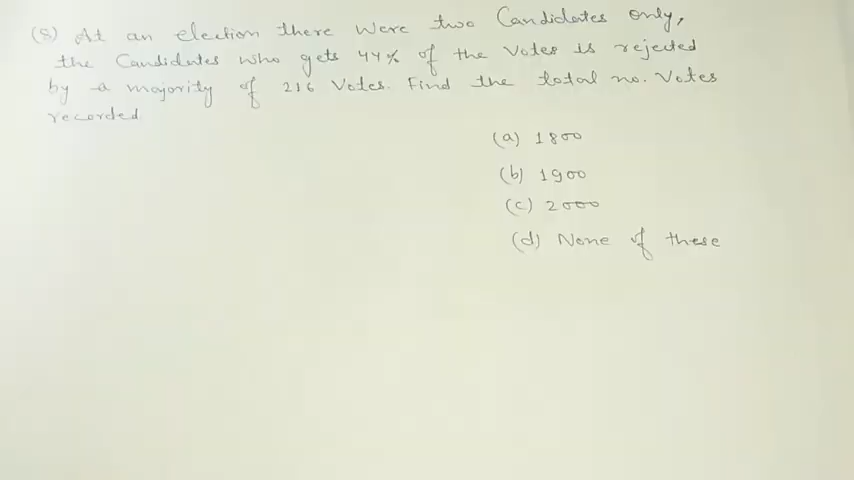 (8) At an election there were two Candidates only,
the Candidates who gets 44% of the Votes is rejected
by a majority of 216 Votes. Find the total no. Votes
recorded
(a) 1800
(b) 1900
(c) 2000
(d) None of these